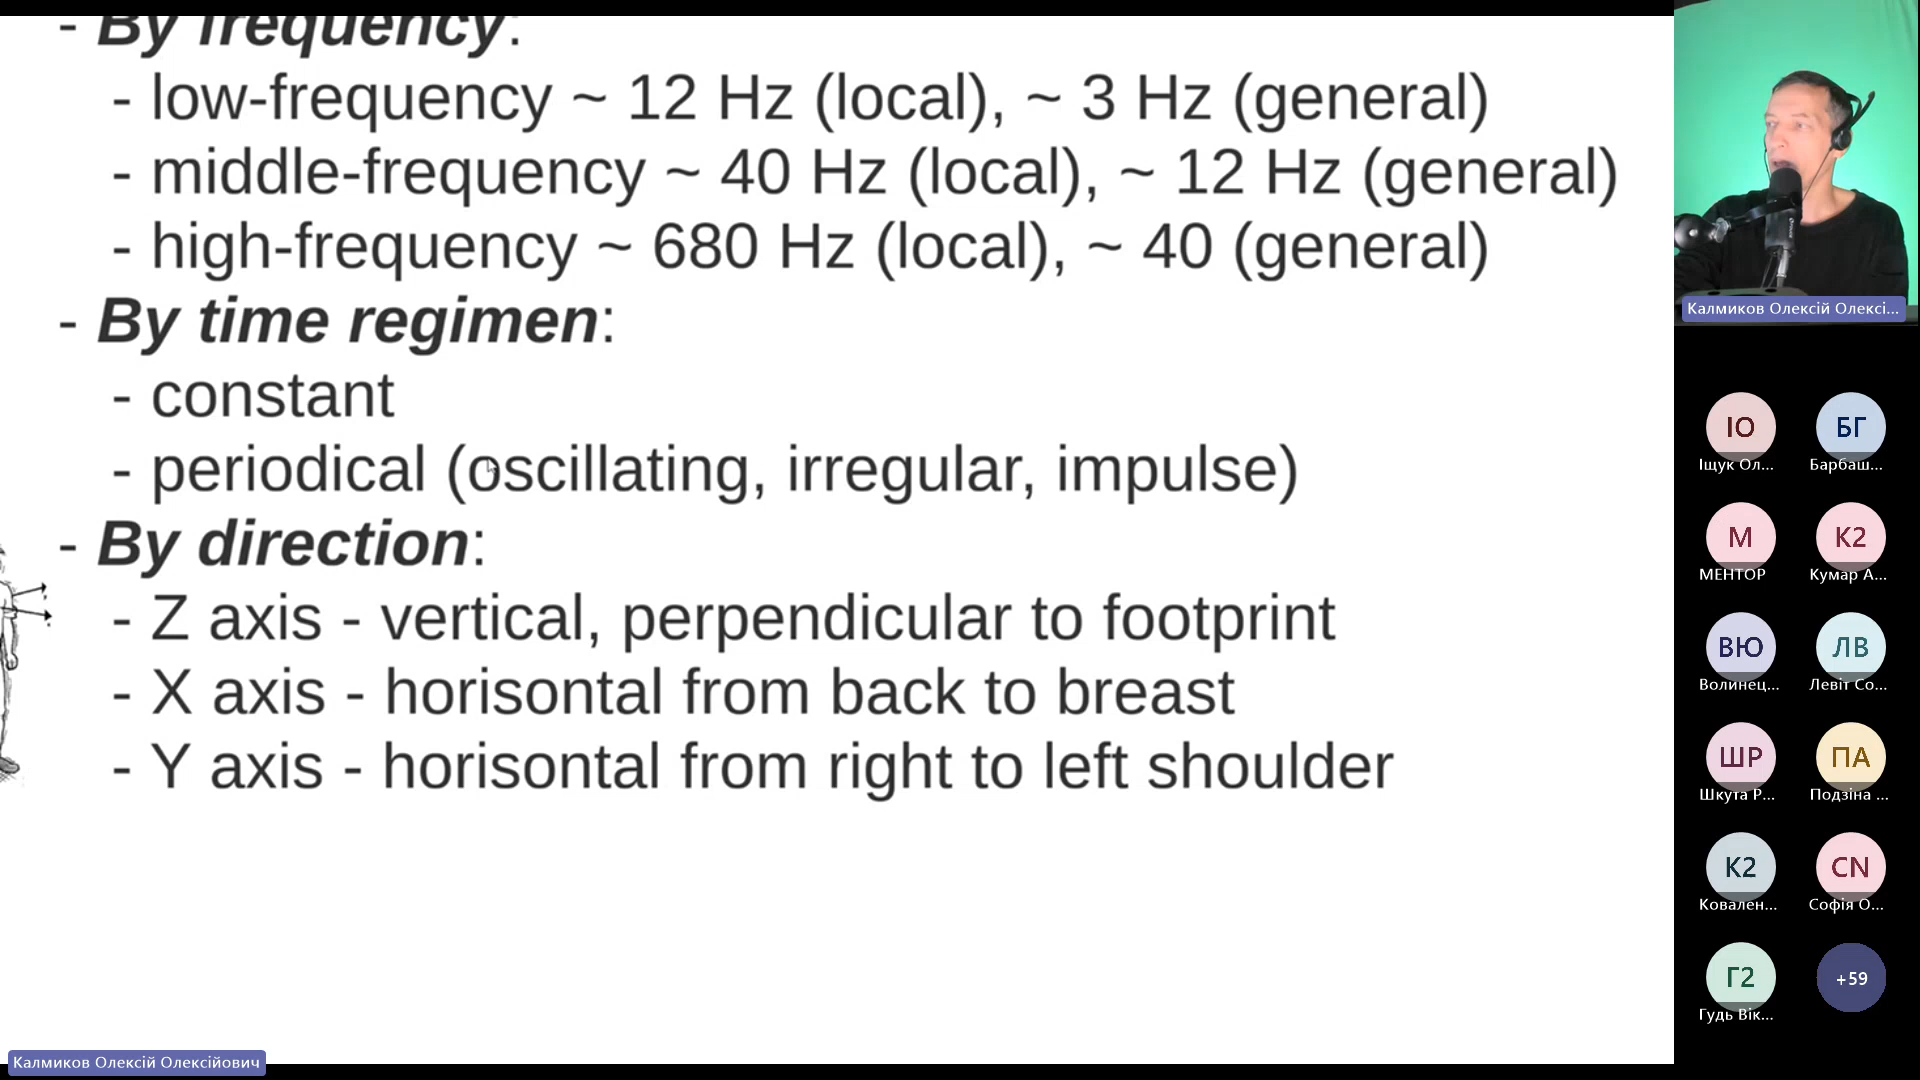 - By frequency:
- low-frequency ~ 12 Hz (local), ~ 3 Hz (general)
- middle-frequency ~ 40 Hz (local), ~ 12 Hz (general)
- high-frequency ~ 680 Hz (local), ~ 40 (general)
- By time regimen:
- constant
- periodical (oscillating, irregular, impulse)
- By direction:
- Z axis - vertical, perpendicular to footprint
- X axis - horisontal from back to breast
- Y axis - horisontal from right to left shoulder
Калмиков Олексій Олексійович
Калмиков Олексій Олексі...
ІО БГ
Іщук Ол... Барбаш...
М К2
МЕНТОР Кумар А...
ВЮ ЛВ
Волинец... Левіт Со...
ШР ПА
Шкута Р... Подзіна ...
К2 CN
Ковален... Софія О...
Г2 +59
Гудь Вік...